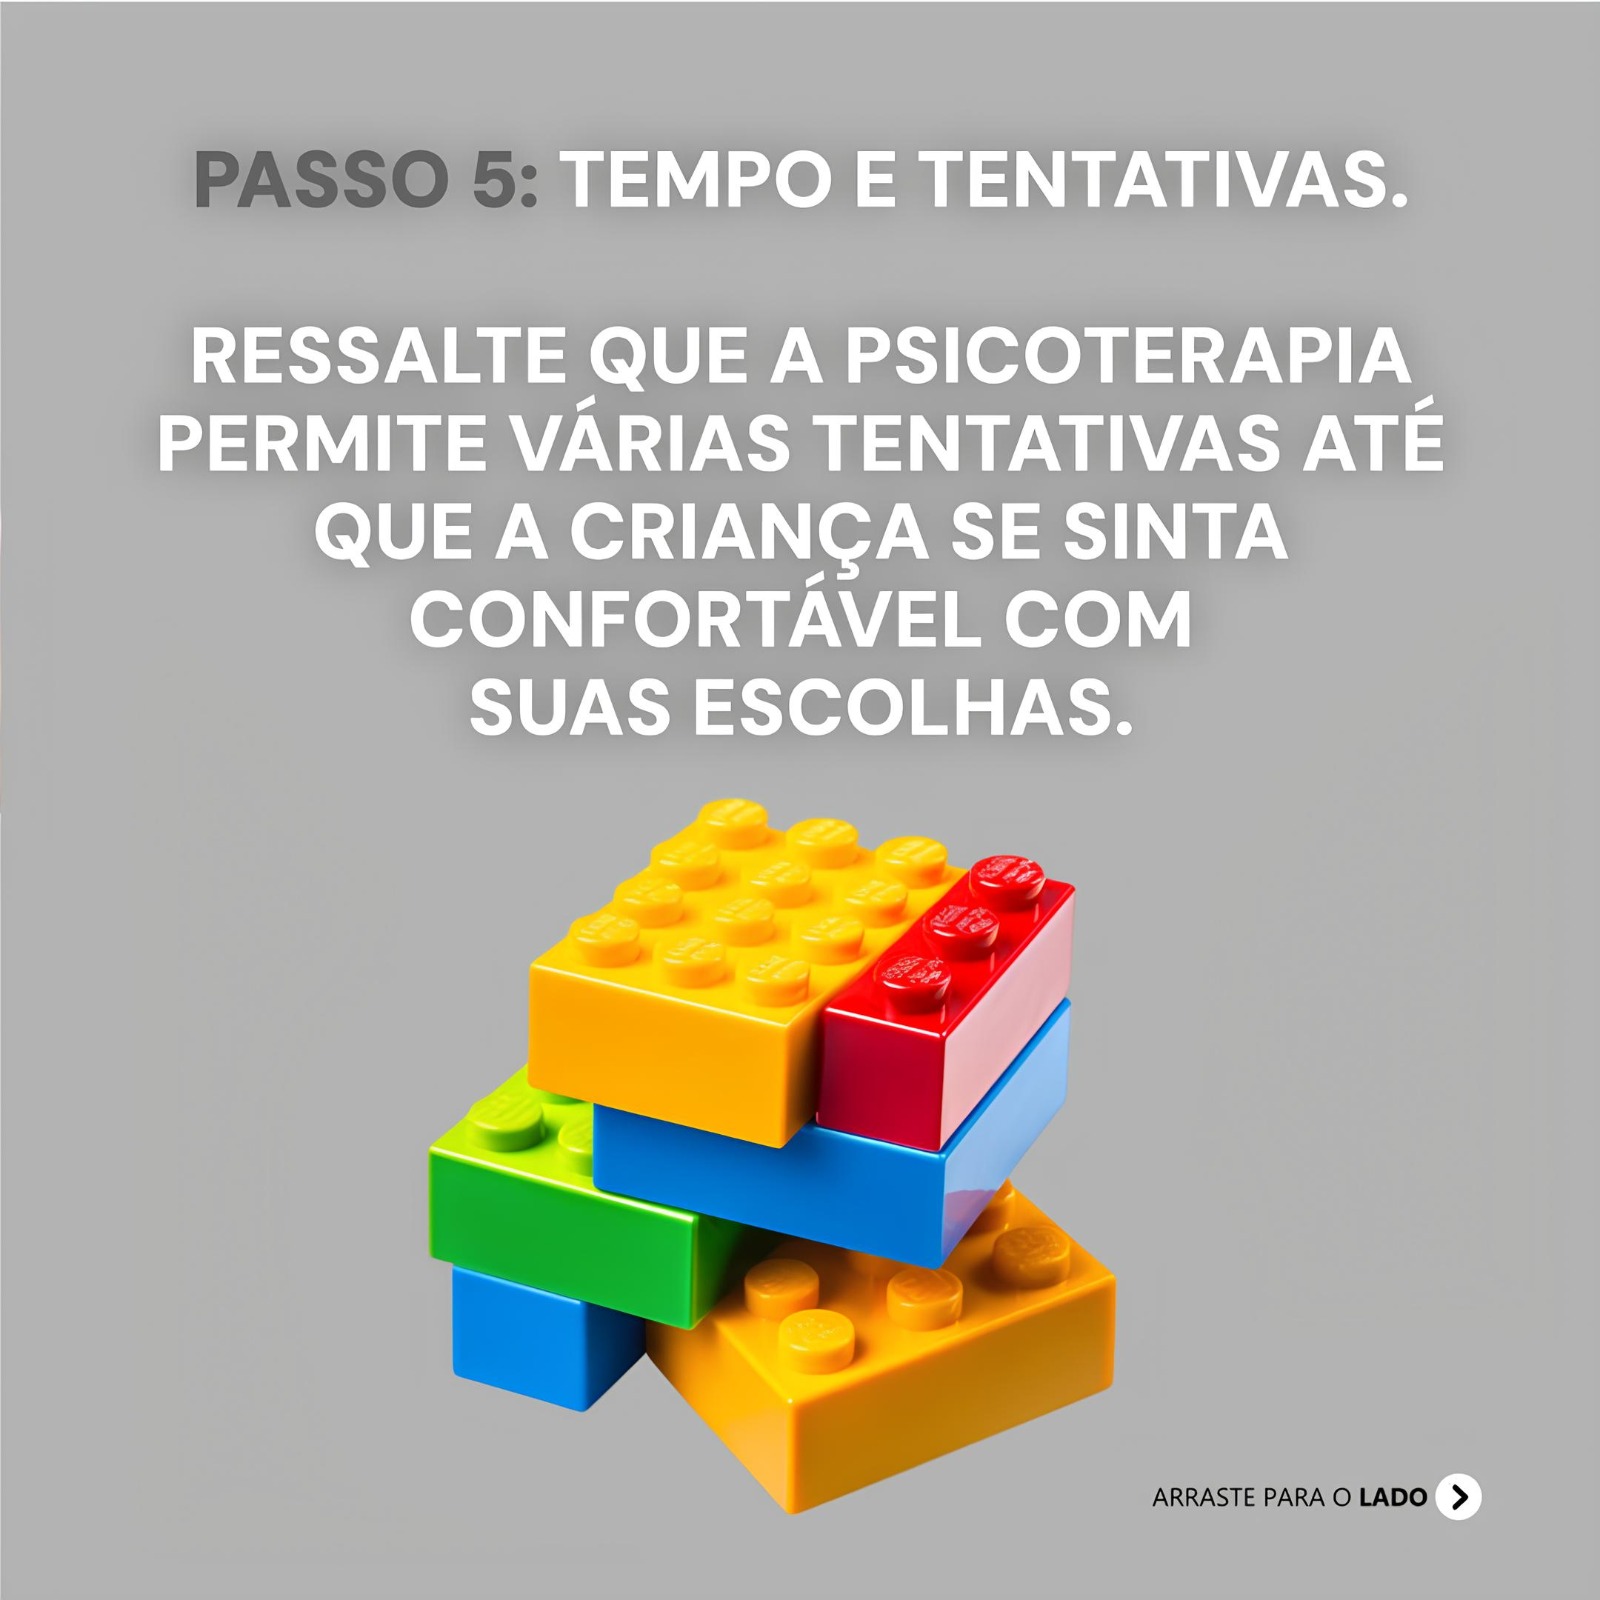 PASSO 5: TEMPO E TENTATIVAS.
RESSALTE QUE A PSICOTERAPIA
PERMITE VÁRIAS TENTATIVAS ATÉ
QUE A CRIANÇA SE SINTA
CONFORTÁVEL COM
SUAS ESCOLHAS.
ARRASTE PARA O LADO